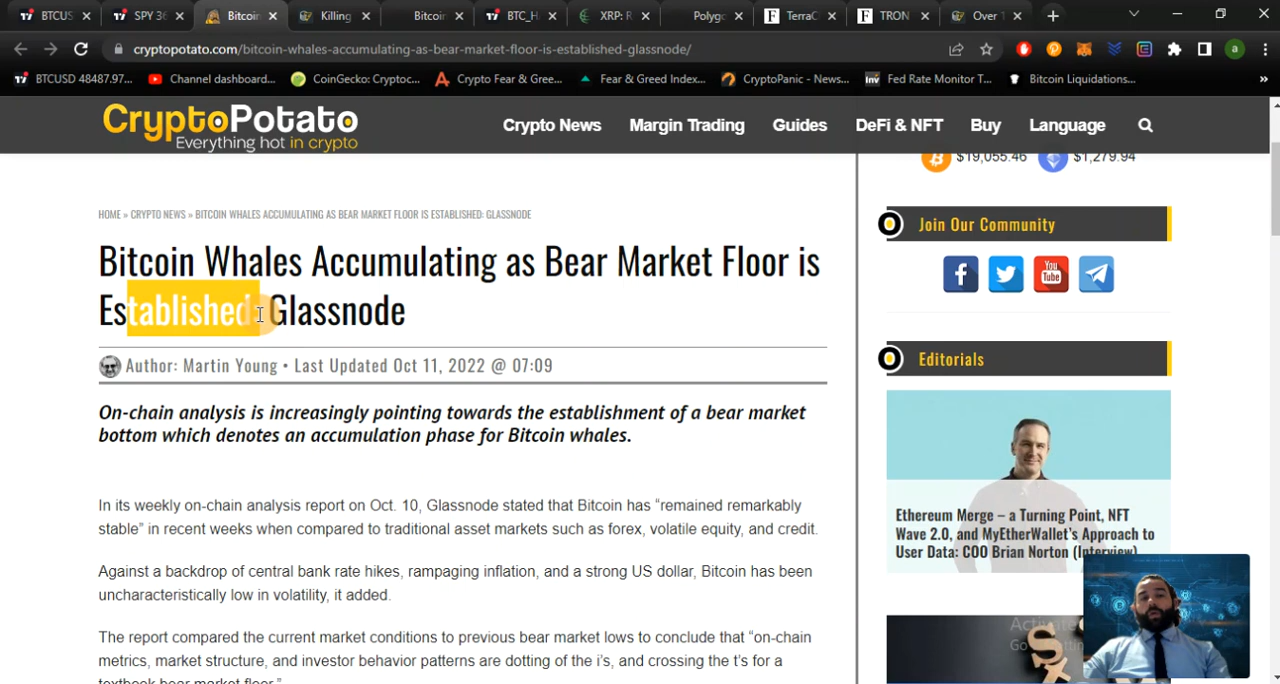 BTCUS
SPY 36
Bitcoin
Killing
Bitcoin
BTC_H
XRP: R
Polygo
TerraC
TRON
Over T
cryptopotato.com/bitcoin-whales-accumulating-as-bear-market-floor-is-established-glassnode/
a
BTCUSD 48487.97...
Channel dashboard...
CoinGecko: Cryptoc...
Crypto Fear & Gree...
Fear & Greed Index...
CryptoPanic - News...
Fed Rate Monitor T...
Bitcoin Liquidations...
CryptoPotato
Everything hot in crypto
Crypto News
Margin Trading
Guides
DeFi & NFT
Buy
Language
$19,055.46
$1,279.94
HOME » CRYPTO NEWS » BITCOIN WHALES ACCUMULATING AS BEAR MARKET FLOOR IS ESTABLISHED: GLASSNODE
Bitcoin Whales Accumulating as Bear Market Floor is
Established: Glassnode
Author: Martin Young • Last Updated Oct 11, 2022 @ 07:09
On-chain analysis is increasingly pointing towards the establishment of a bear market
bottom which denotes an accumulation phase for Bitcoin whales.
In its weekly on-chain analysis report on Oct. 10, Glassnode stated that Bitcoin has “remained remarkably
stable” in recent weeks when compared to traditional asset markets such as forex, volatile equity, and credit.
Against a backdrop of central bank rate hikes, rampaging inflation, and a strong US dollar, Bitcoin has been
uncharacteristically low in volatility, it added.
The report compared the current market conditions to previous bear market lows to conclude that “on-chain
metrics, market structure, and investor behavior patterns are dotting of the i’s, and crossing the t’s for a
textbook bear market floor.”
Join Our Community
You
Tube
Editorials
Ethereum Merge – a Turning Point, NFT
Wave 2.0, and MyEtherWallet’s Approach to
User Data: COO Brian Norton (Interview)